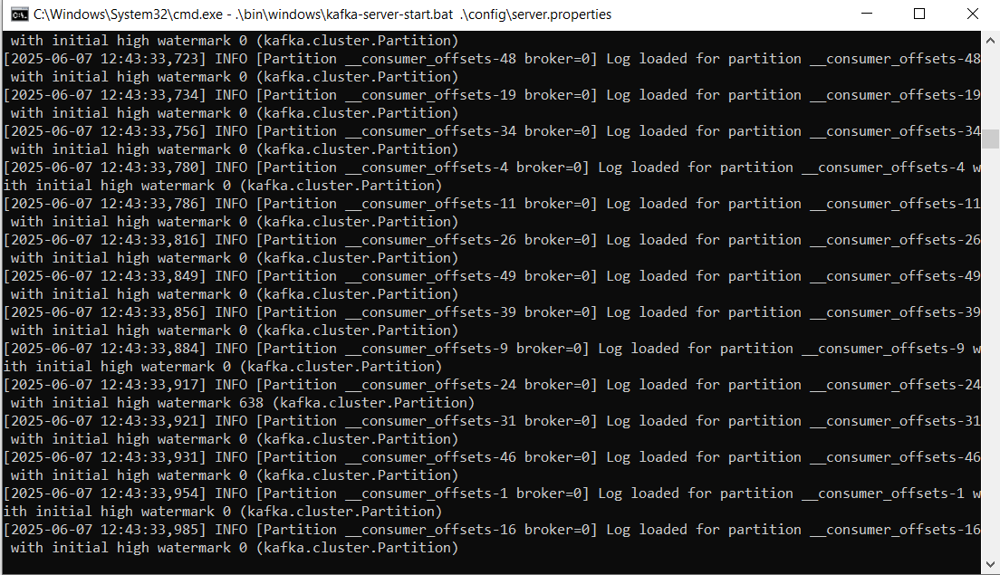 C:\Windows\System32\cmd.exe - .\bin\windows\kafka-server-start.bat .\config\server.properties
 with initial high watermark 0 (kafka.cluster.Partition)
[2025-06-07 12:43:33,723] INFO [Partition __consumer_offsets-48 broker=0] Log loaded for partition __consumer_offsets-48
 with initial high watermark 0 (kafka.cluster.Partition)
[2025-06-07 12:43:33,734] INFO [Partition __consumer_offsets-19 broker=0] Log loaded for partition __consumer_offsets-19
 with initial high watermark 0 (kafka.cluster.Partition)
[2025-06-07 12:43:33,756] INFO [Partition __consumer_offsets-34 broker=0] Log loaded for partition __consumer_offsets-34
 with initial high watermark 0 (kafka.cluster.Partition)
[2025-06-07 12:43:33,780] INFO [Partition __consumer_offsets-4 broker=0] Log loaded for partition __consumer_offsets-4 w
ith initial high watermark 0 (kafka.cluster.Partition)
[2025-06-07 12:43:33,786] INFO [Partition __consumer_offsets-11 broker=0] Log loaded for partition __consumer_offsets-11
 with initial high watermark 0 (kafka.cluster.Partition)
[2025-06-07 12:43:33,816] INFO [Partition __consumer_offsets-26 broker=0] Log loaded for partition __consumer_offsets-26
 with initial high watermark 0 (kafka.cluster.Partition)
[2025-06-07 12:43:33,849] INFO [Partition __consumer_offsets-49 broker=0] Log loaded for partition __consumer_offsets-49
 with initial high watermark 0 (kafka.cluster.Partition)
[2025-06-07 12:43:33,856] INFO [Partition __consumer_offsets-39 broker=0] Log loaded for partition __consumer_offsets-39
 with initial high watermark 0 (kafka.cluster.Partition)
[2025-06-07 12:43:33,884] INFO [Partition __consumer_offsets-9 broker=0] Log loaded for partition __consumer_offsets-9 w
ith initial high watermark 0 (kafka.cluster.Partition)
[2025-06-07 12:43:33,917] INFO [Partition __consumer_offsets-24 broker=0] Log loaded for partition __consumer_offsets-24
 with initial high watermark 638 (kafka.cluster.Partition)
[2025-06-07 12:43:33,921] INFO [Partition __consumer_offsets-31 broker=0] Log loaded for partition __consumer_offsets-31
 with initial high watermark 0 (kafka.cluster.Partition)
[2025-06-07 12:43:33,931] INFO [Partition __consumer_offsets-46 broker=0] Log loaded for partition __consumer_offsets-46
 with initial high watermark 0 (kafka.cluster.Partition)
[2025-06-07 12:43:33,954] INFO [Partition __consumer_offsets-1 broker=0] Log loaded for partition __consumer_offsets-1 w
ith initial high watermark 0 (kafka.cluster.Partition)
[2025-06-07 12:43:33,985] INFO [Partition __consumer_offsets-16 broker=0] Log loaded for partition __consumer_offsets-16
 with initial high watermark 0 (kafka.cluster.Partition)